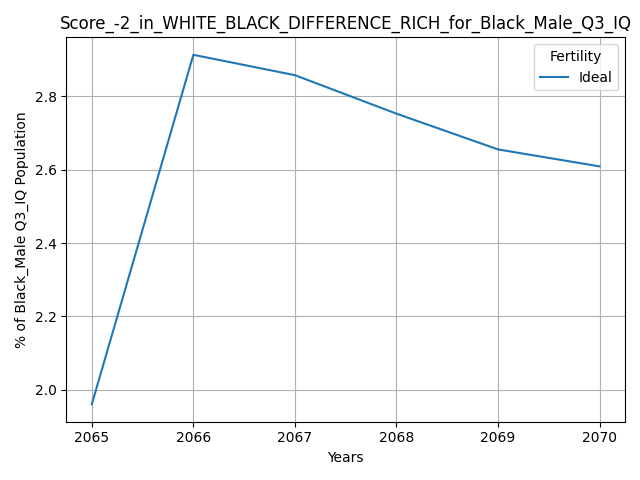 Score_-2_in_WHITE_BLACK_DIFFERENCE_RICH_for_Black_Male_Q3_IQ
Fertility
Ideal
% of Black_Male Q3_IQ Population
2.8
2.6
2.4
2.2
2.0
2065 2066 2067 2068 2069 2070
Years